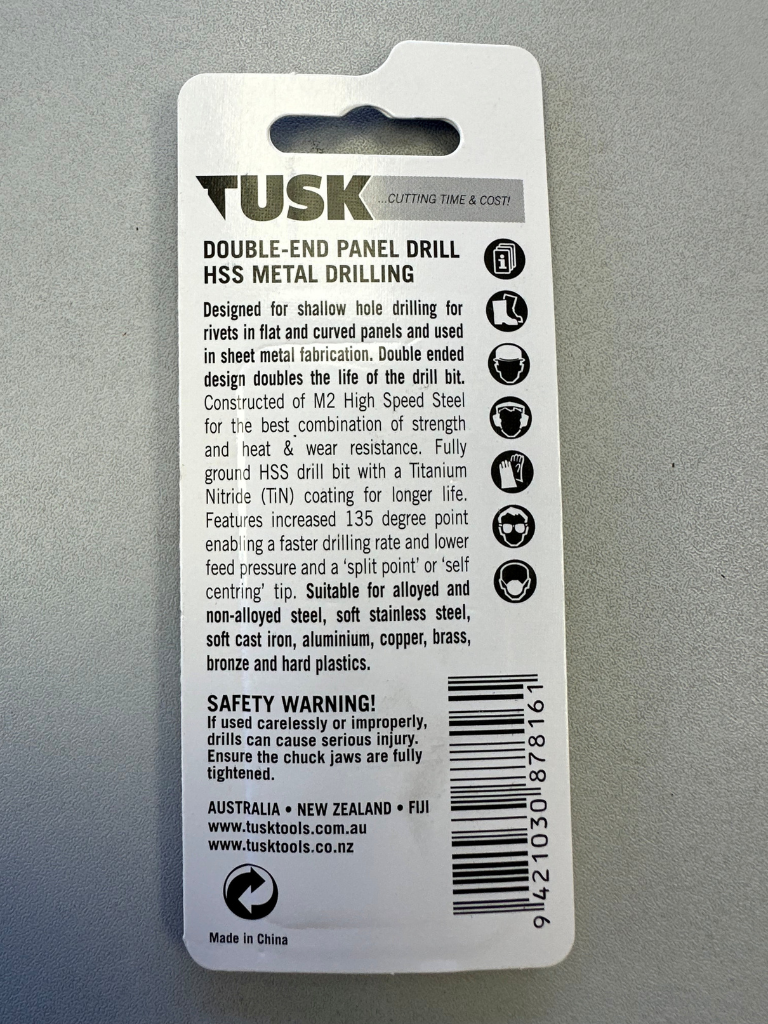 TUSK
...CUTTING TIME & COST!
DOUBLE-END PANEL DRILL
HSS METAL DRILLING
Designed for shallow hole drilling for
rivets in flat and curved panels and used
in sheet metal fabrication. Double ended
design doubles the life of the drill bit.
Constructed of M2 High Speed Steel
for the best combination of strength
and heat & wear resistance. Fully
ground HSS drill bit with a Titanium
Nitride (TiN) coating for longer life.
Features increased 135 degree point
enabling a faster drilling rate and lower
feed pressure and a ‘split point’ or ‘self
centring’ tip. Suitable for alloyed and
non-alloyed steel, soft stainless steel,
soft cast iron, aluminium, copper, brass,
bronze and hard plastics.
SAFETY WARNING!
If used carelessly or improperly,
drills can cause serious injury.
Ensure the chuck jaws are fully
tightened.
AUSTRALIA • NEW ZEALAND • FIJI
www.tusktools.com.au
www.tusktools.co.nz
Made in China
9 421030 878161